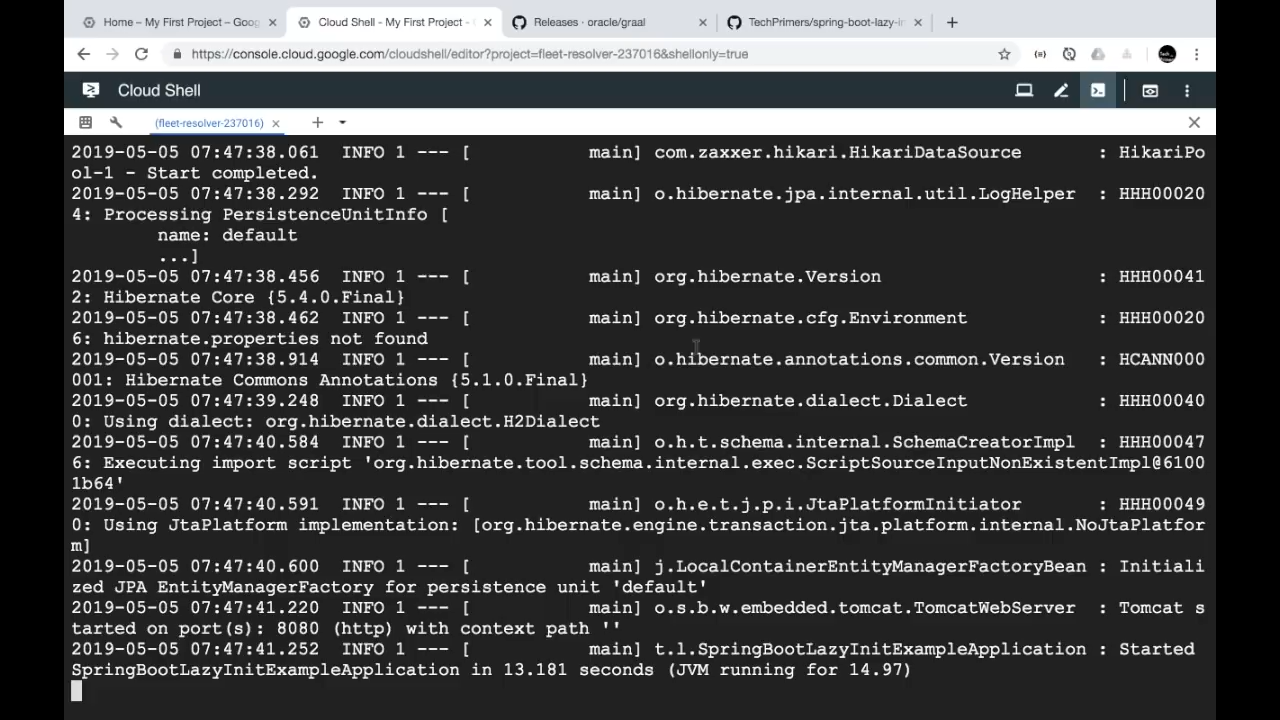 Home – My First Project – Goog
Cloud Shell - My First Project -
Releases · oracle/graal
TechPrimers/spring-boot-lazy-in
https://console.cloud.google.com/cloudshell/editor?project=fleet-resolver-237016&shellonly=true
Cloud Shell
(fleet-resolver-237016)
2019-05-05 07:47:38.061  INFO 1 --- [           main] com.zaxxer.hikari.HikariDataSource       : HikariPo
ol-1 - Start completed.
2019-05-05 07:47:38.292  INFO 1 --- [           main] o.hibernate.jpa.internal.util.LogHelper  : HHH00020
4: Processing PersistenceUnitInfo [
        name: default
        ...]
2019-05-05 07:47:38.456  INFO 1 --- [           main] org.hibernate.Version                    : HHH00041
2: Hibernate Core {5.4.0.Final}
2019-05-05 07:47:38.462  INFO 1 --- [           main] org.hibernate.cfg.Environment            : HHH00020
6: hibernate.properties not found
2019-05-05 07:47:38.914  INFO 1 --- [           main] o.hibernate.annotations.common.Version   : HCANN000
001: Hibernate Commons Annotations {5.1.0.Final}
2019-05-05 07:47:39.248  INFO 1 --- [           main] org.hibernate.dialect.Dialect            : HHH00040
0: Using dialect: org.hibernate.dialect.H2Dialect
2019-05-05 07:47:40.584  INFO 1 --- [           main] o.h.t.schema.internal.SchemaCreatorImpl  : HHH00047
6: Executing import script 'org.hibernate.tool.schema.internal.exec.ScriptSourceInputNonExistentImpl@6100
1b64'
2019-05-05 07:47:40.591  INFO 1 --- [           main] o.h.e.t.j.p.i.JtaPlatformInitiator       : HHH00049
0: Using JtaPlatform implementation: [org.hibernate.engine.transaction.jta.platform.internal.NoJtaPlatfor
m]
2019-05-05 07:47:40.600  INFO 1 --- [           main] j.LocalContainerEntityManagerFactoryBean : Initiali
zed JPA EntityManagerFactory for persistence unit 'default'
2019-05-05 07:47:41.220  INFO 1 --- [           main] o.s.b.w.embedded.tomcat.TomcatWebServer  : Tomcat s
tarted on port(s): 8080 (http) with context path ''
2019-05-05 07:47:41.252  INFO 1 --- [           main] t.l.SpringBootLazyInitExampleApplication : Started
SpringBootLazyInitExampleApplication in 13.181 seconds (JVM running for 14.97)